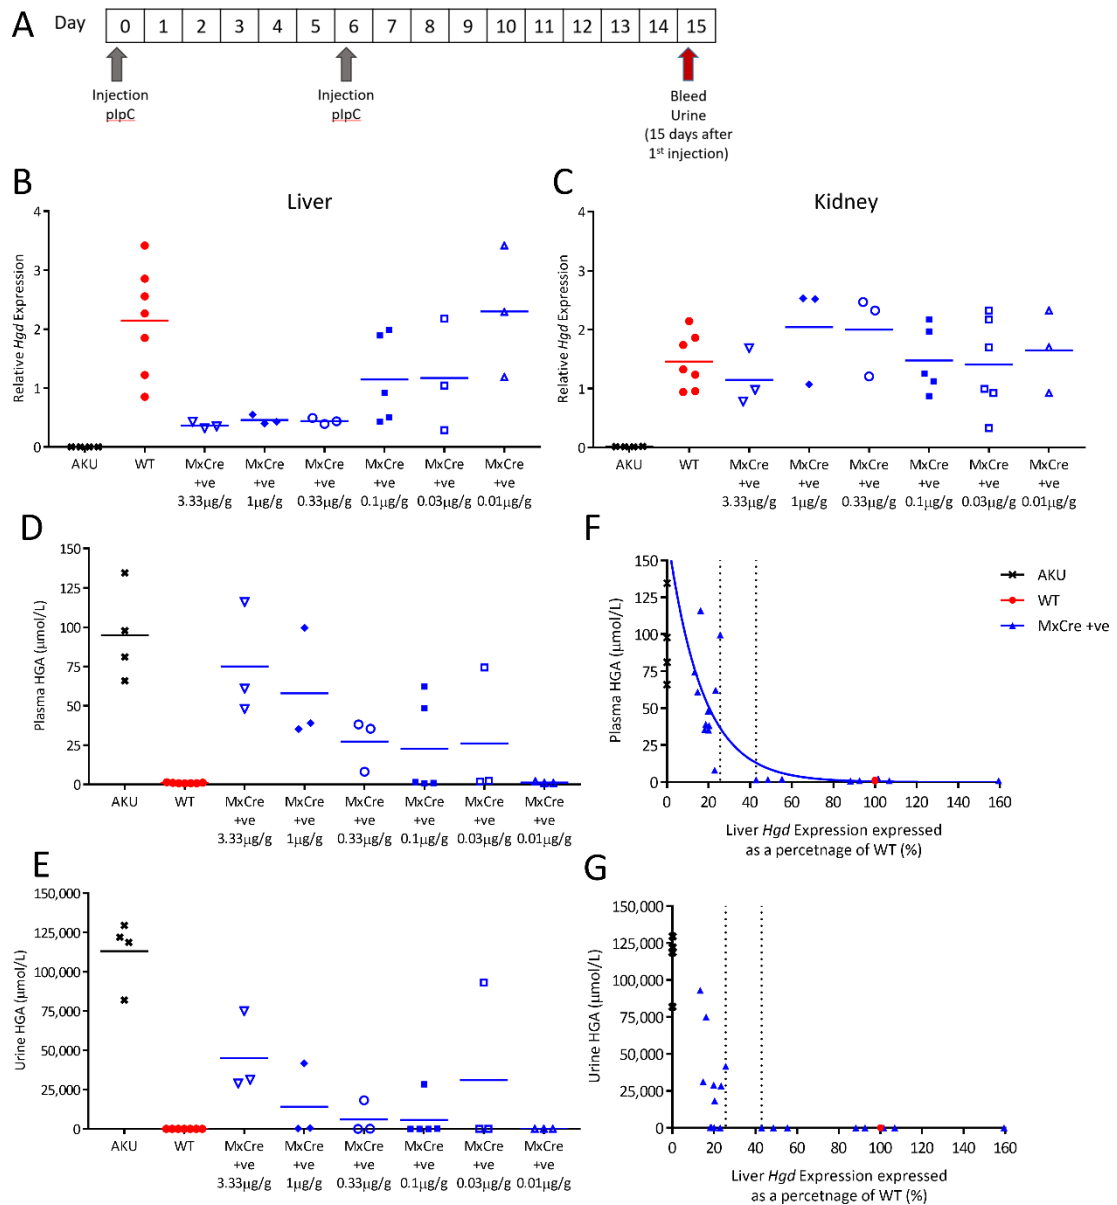 A
Day
0 1 2 3 4 5 6 7 8 9 10 11 12 13 14 15
Injection
pIpC
Injection
pIpC
Bleed
Urine
(15 days after
1st injection)
B
Liver
Relative Hgd Expression
4
3
2
1
0
AKU
WT
MxCre
+ve
3.33µg/g
MxCre
+ve
1µg/g
MxCre
+ve
0.33µg/g
MxCre
+ve
0.1µg/g
MxCre
+ve
0.03µg/g
MxCre
+ve
0.01µg/g
C
Kidney
Relative Hgd Expression
4
3
2
1
0
AKU
WT
MxCre
+ve
3.33µg/g
MxCre
+ve
1µg/g
MxCre
+ve
0.33µg/g
MxCre
+ve
0.1µg/g
MxCre
+ve
0.03µg/g
MxCre
+ve
0.01µg/g
D
Plasma HGA (µmol/L)
150
125
100
75
50
25
0
AKU
WT
MxCre
+ve
3.33µg/g
MxCre
+ve
1µg/g
MxCre
+ve
0.33µg/g
MxCre
+ve
0.1µg/g
MxCre
+ve
0.03µg/g
MxCre
+ve
0.01µg/g
F
Plasma HGA (µmol/L)
150
125
100
75
50
25
0
0 20 40 60 80 100 120 140 160
Liver Hgd Expression expressed
as a percetnage of WT (%)
AKU
WT
MxCre +ve
E
Urine HGA (µmol/L)
150,000
125,000
100,000
75,000
50,000
25,000
0
AKU
WT
MxCre
+ve
3.33µg/g
MxCre
+ve
1µg/g
MxCre
+ve
0.33µg/g
MxCre
+ve
0.1µg/g
MxCre
+ve
0.03µg/g
MxCre
+ve
0.01µg/g
G
Urine HGA (µmol/L)
150,000
125,000
100,000
75,000
50,000
25,000
0
0 20 40 60 80 100 120 140 160
Liver Hgd Expression expressed
as a percetnage of WT (%)